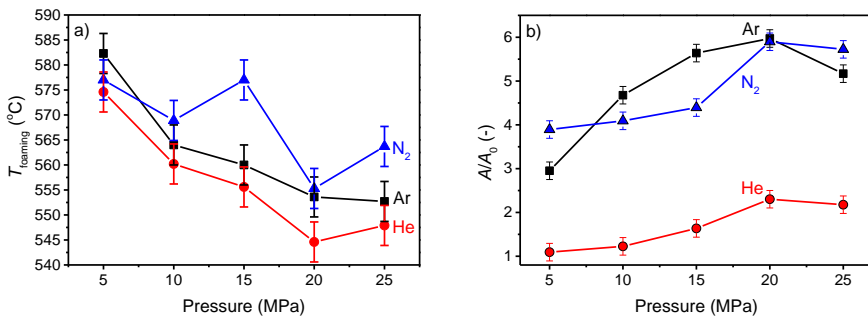 a)
T_foaming (°C)
585
580
575
570
565
560
555
550
545
540
N₂
Ar
He
5
10
15
20
25
Pressure (MPa)
b)
A/A₀ (-)
6
5
4
3
2
1
Ar
N₂
He
5
10
15
20
25
Pressure (MPa)